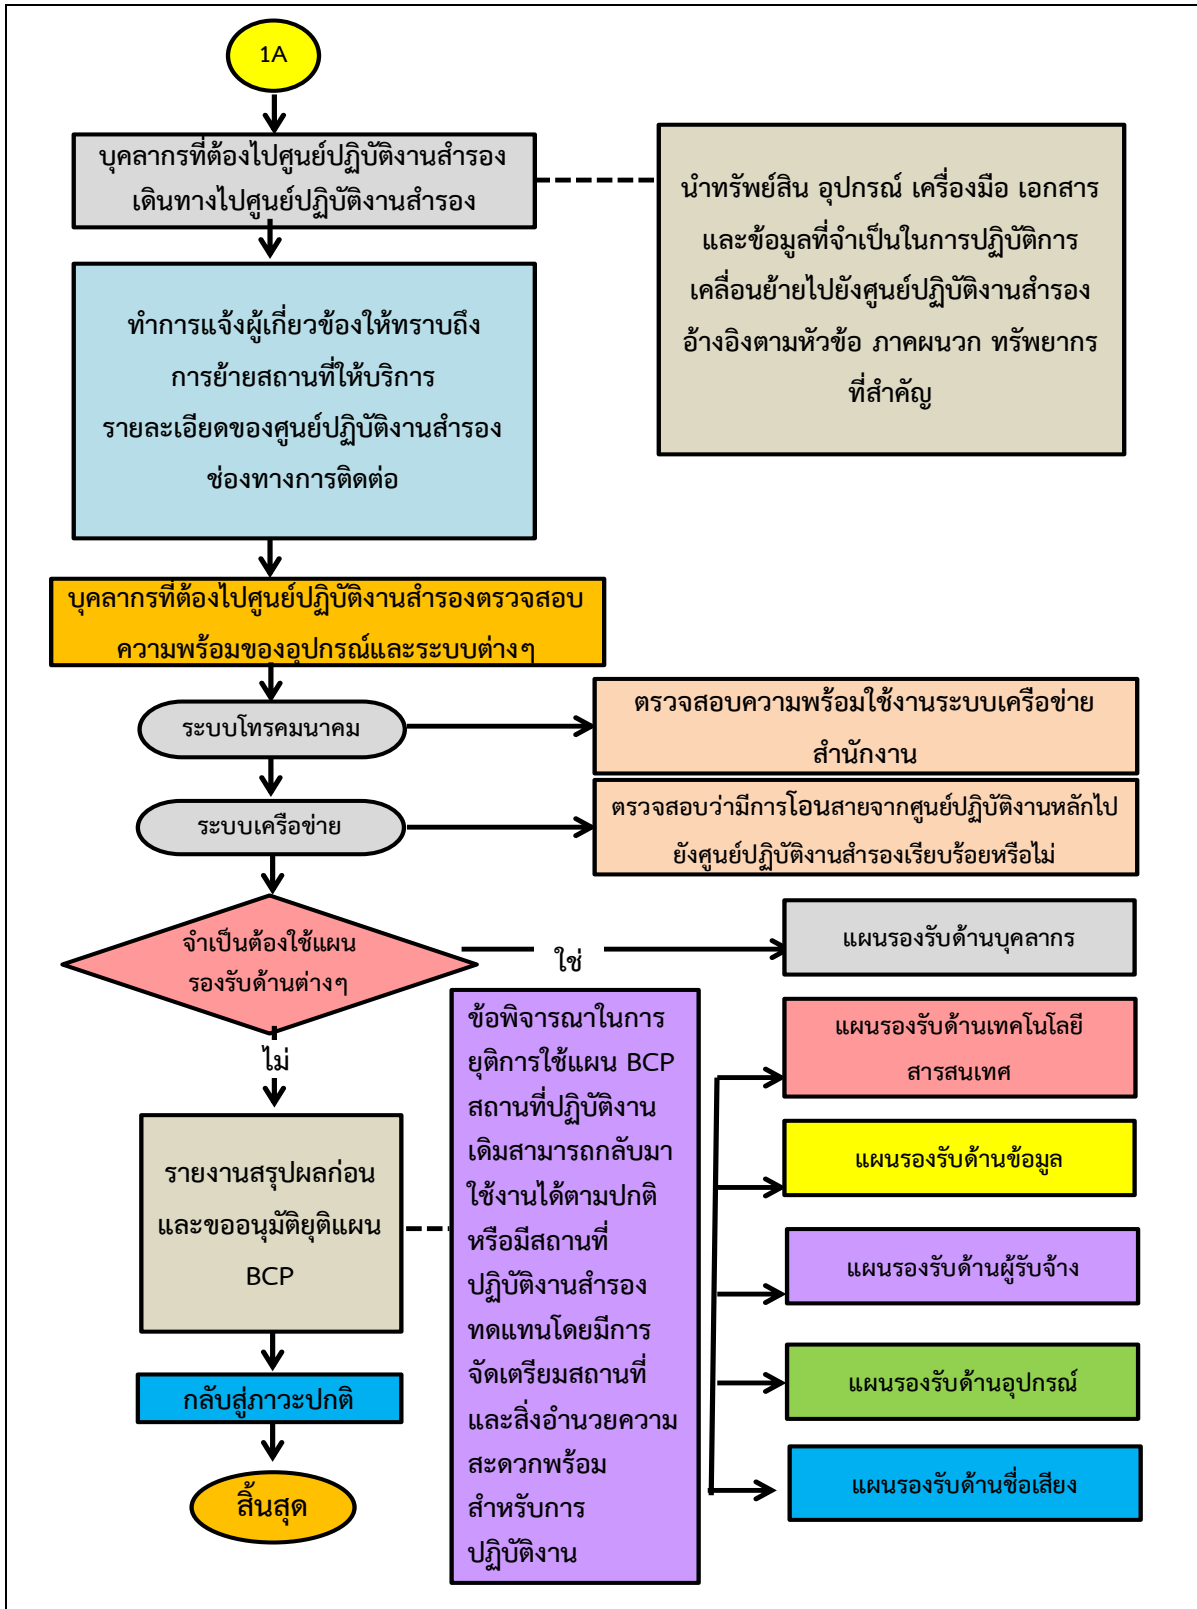 1A
บุคลากรที่ต้องไปศูนย์ปฏิบัติงานสำรอง
เดินทางไปศูนย์ปฏิบัติงานสำรอง
นำทรัพย์สิน อุปกรณ์ เครื่องมือ เอกสาร
และข้อมูลที่จำเป็นในการปฏิบัติการ
เคลื่อนย้ายไปยังศูนย์ปฏิบัติงานสำรอง
อ้างอิงตามหัวข้อ ภาคผนวก ทรัพยากร
ที่สำคัญ
ทำการแจ้งผู้เกี่ยวข้องให้ทราบถึง
การย้ายสถานที่ให้บริการ
รายละเอียดของศูนย์ปฏิบัติงานสำรอง
ช่องทางการติดต่อ
บุคลากรที่ต้องไปศูนย์ปฏิบัติงานสำรองตรวจสอบ
ความพร้อมของอุปกรณ์และระบบต่างๆ
ระบบโทรคมนาคม
ตรวจสอบความพร้อมใช้งานระบบเครือข่าย
สำนักงาน
ระบบเครือข่าย
ตรวจสอบว่ามีการโอนสายจากศูนย์ปฏิบัติงานหลักไป
ยังศูนย์ปฏิบัติงานสำรองเรียบร้อยหรือไม่
จำเป็นต้องใช้แผน
รองรับด้านต่างๆ
ใช่
ไม่
แผนรองรับด้านบุคลากร
แผนรองรับด้านเทคโนโลยี
สารสนเทศ
แผนรองรับด้านข้อมูล
แผนรองรับด้านผู้รับจ้าง
แผนรองรับด้านอุปกรณ์
แผนรองรับด้านชื่อเสียง
ข้อพิจารณาในการ
ยุติการใช้แผน BCP
สถานที่ปฏิบัติงาน
เดิมสามารถกลับมา
ใช้งานได้ตามปกติ
หรือมีสถานที่
ปฏิบัติงานสำรอง
ทดแทนโดยมีการ
จัดเตรียมสถานที่
และสิ่งอำนวยความ
สะดวกพร้อม
สำหรับการ
ปฏิบัติงาน
รายงานสรุปผลก่อน
และขออนุมัติยุติแผน
BCP
กลับสู่ภาวะปกติ
สิ้นสุด